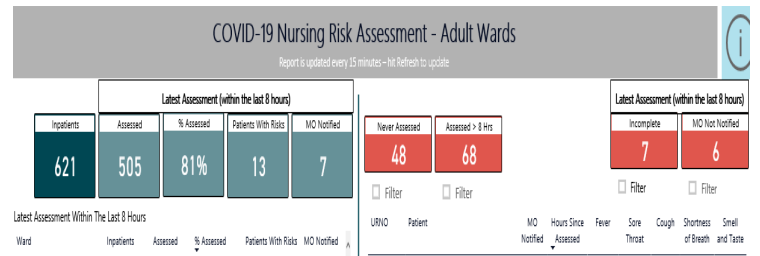 COVID-19 Nursing Risk Assessment - Adult Wards
Report is updated every 15 minutes – hit Refresh to update
i
Latest Assessment (within the last 8 hours)
Inpatients Assessed % Assessed Patients With Risks MO Notified
621 505 81% 13 7
Latest Assessment Within The Last 8 Hours
Ward Inpatients Assessed % Assessed Patients With Risks MO Notified
Latest Assessment (within the last 8 hours)
Never Assessed Assessed > 8 Hrs Incomplete MO Not Notified
48 68 7 6
Filter Filter Filter Filter
URNO Patient MO Notified Hours Since Assessed Fever Sore Throat Cough Shortness of Breath Smell and Taste